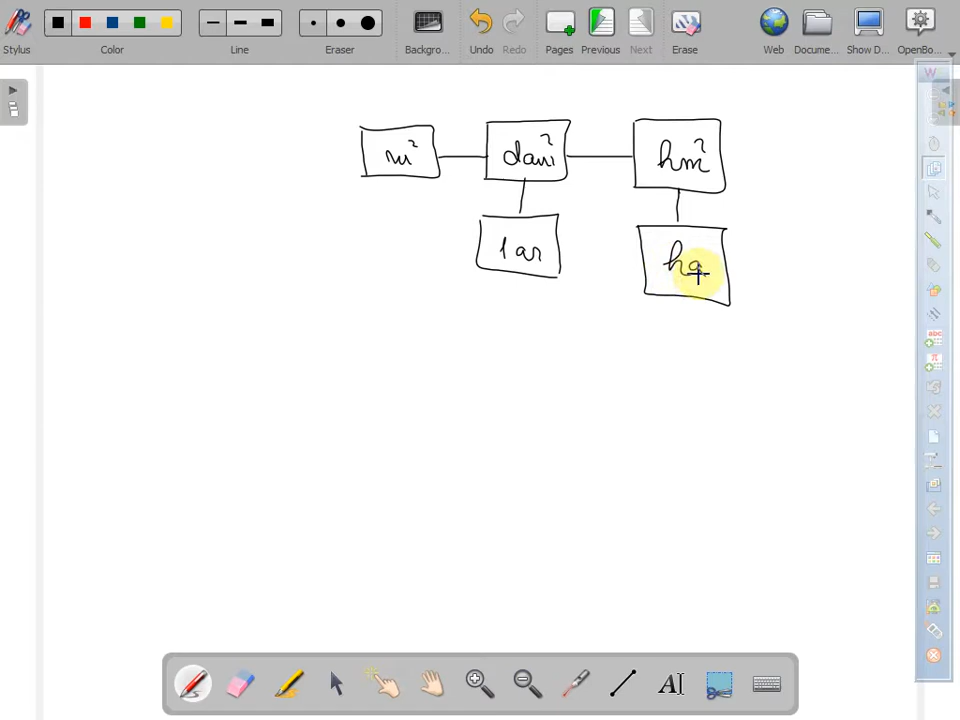 Stylus Color Line Eraser Backgro... Undo Redo Pages Previous Next Erase Web Docume... Show D... OpenBo...
m² dam² hm²
1 ar ha